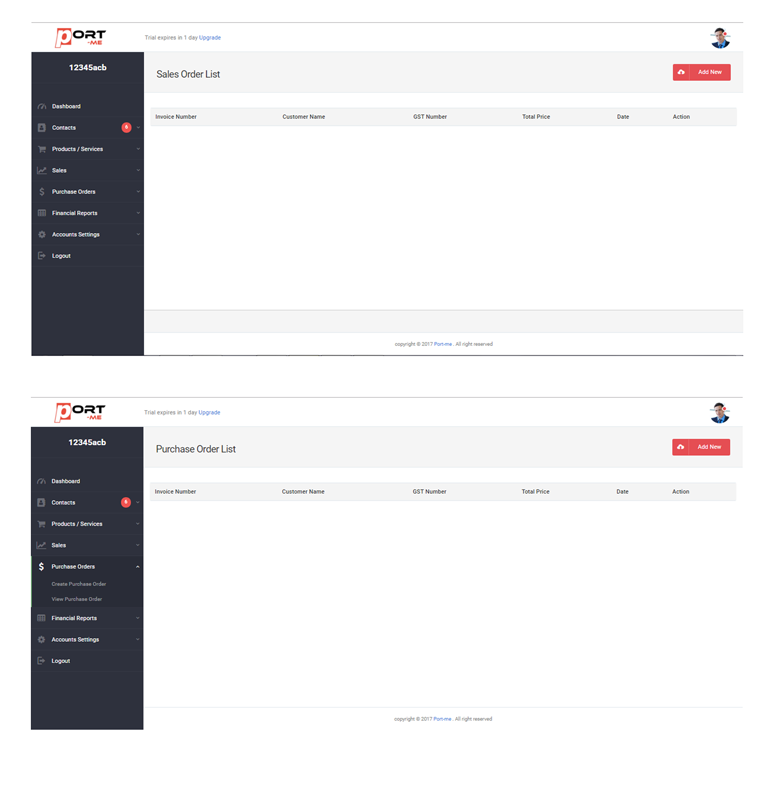 PORT
-ME
Trial expires in 1 day Upgrade
12345acb
Sales Order List
Add New
Dashboard
Contacts 6
Products / Services
Sales
Purchase Orders
Financial Reports
Accounts Settings
Logout
Invoice Number Customer Name GST Number Total Price Date Action
copyright © 2017 Port-me . All right reserved
PORT
-ME
Trial expires in 1 day Upgrade
12345acb
Purchase Order List
Add New
Dashboard
Contacts 6
Products / Services
Sales
Purchase Orders
Create Purchase Order
View Purchase Order
Financial Reports
Accounts Settings
Logout
Invoice Number Customer Name GST Number Total Price Date Action
copyright © 2017 Port-me . All right reserved